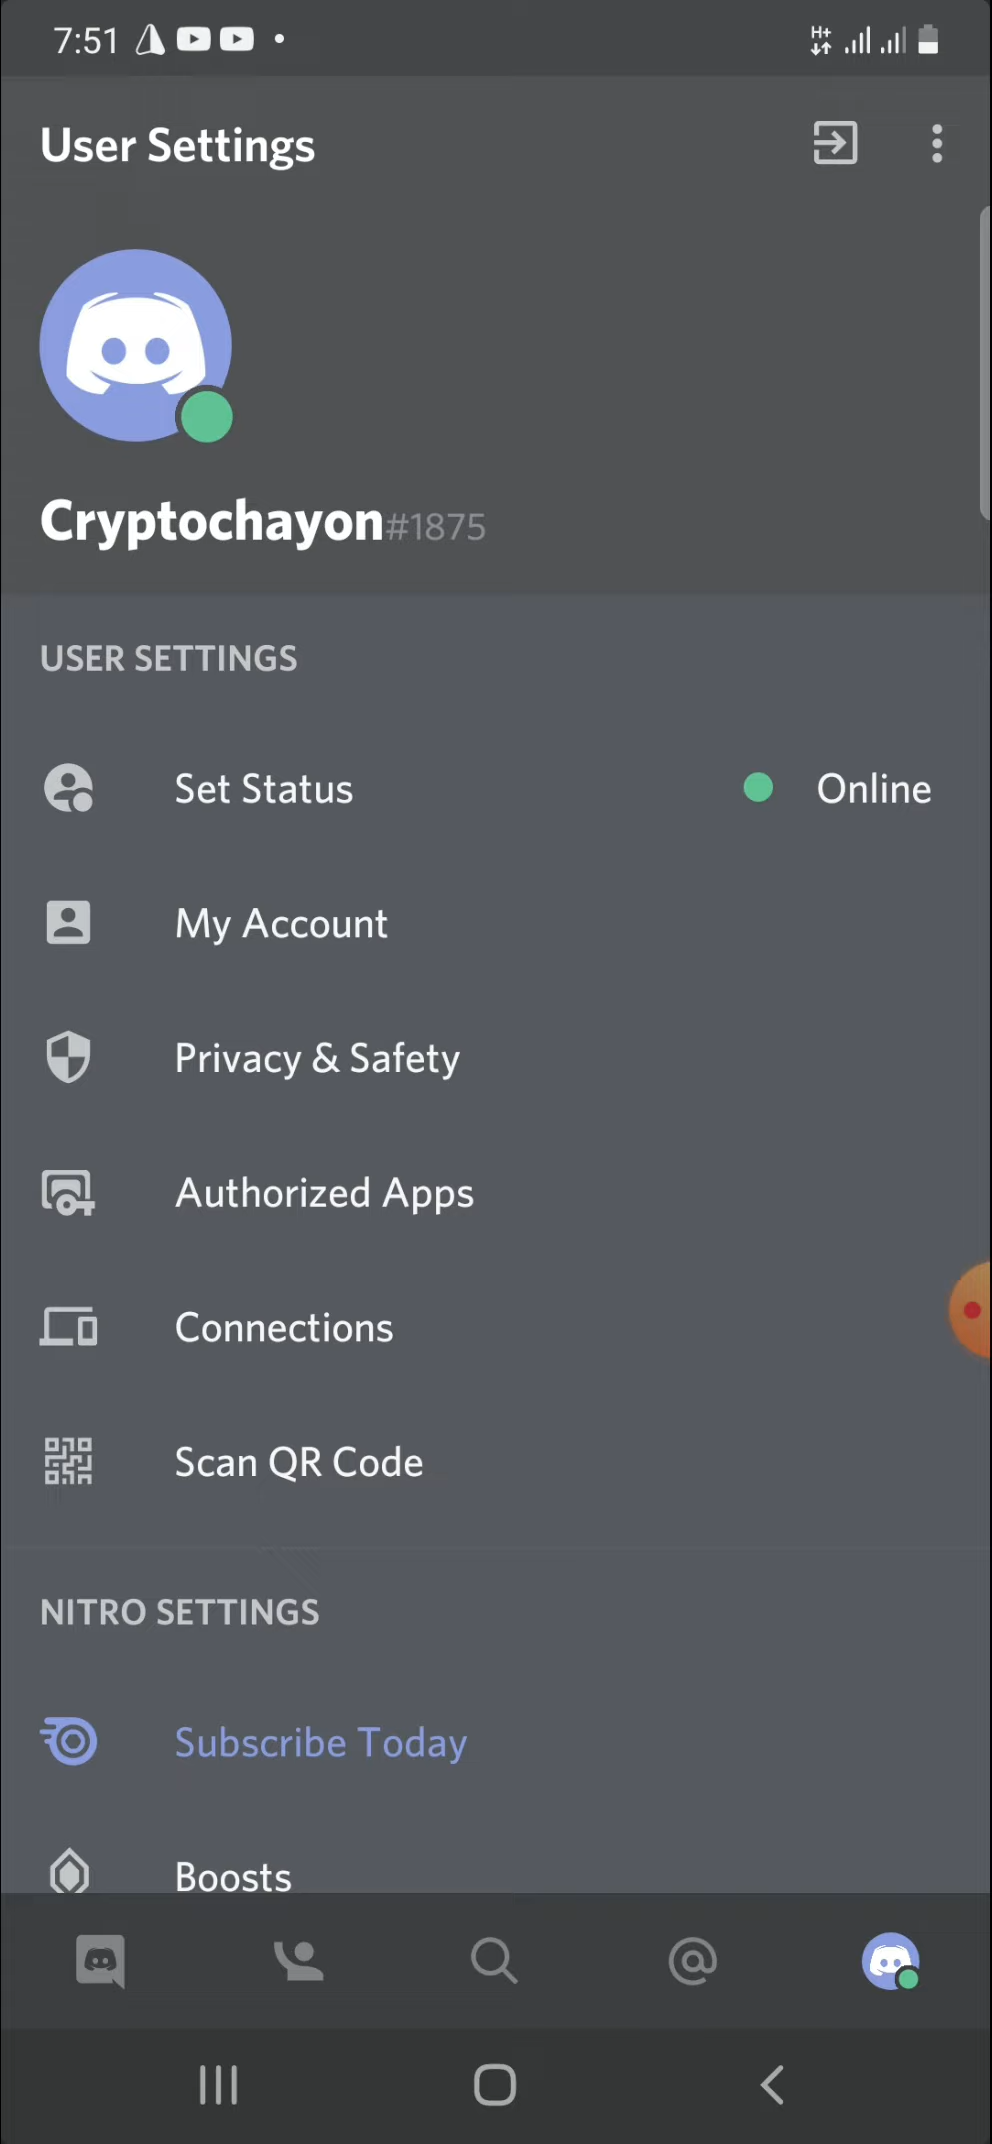 7:51
H+
User Settings
Cryptochayon#1875
USER SETTINGS
Set Status
Online
My Account
Privacy & Safety
Authorized Apps
Connections
Scan QR Code
NITRO SETTINGS
Subscribe Today
Boosts